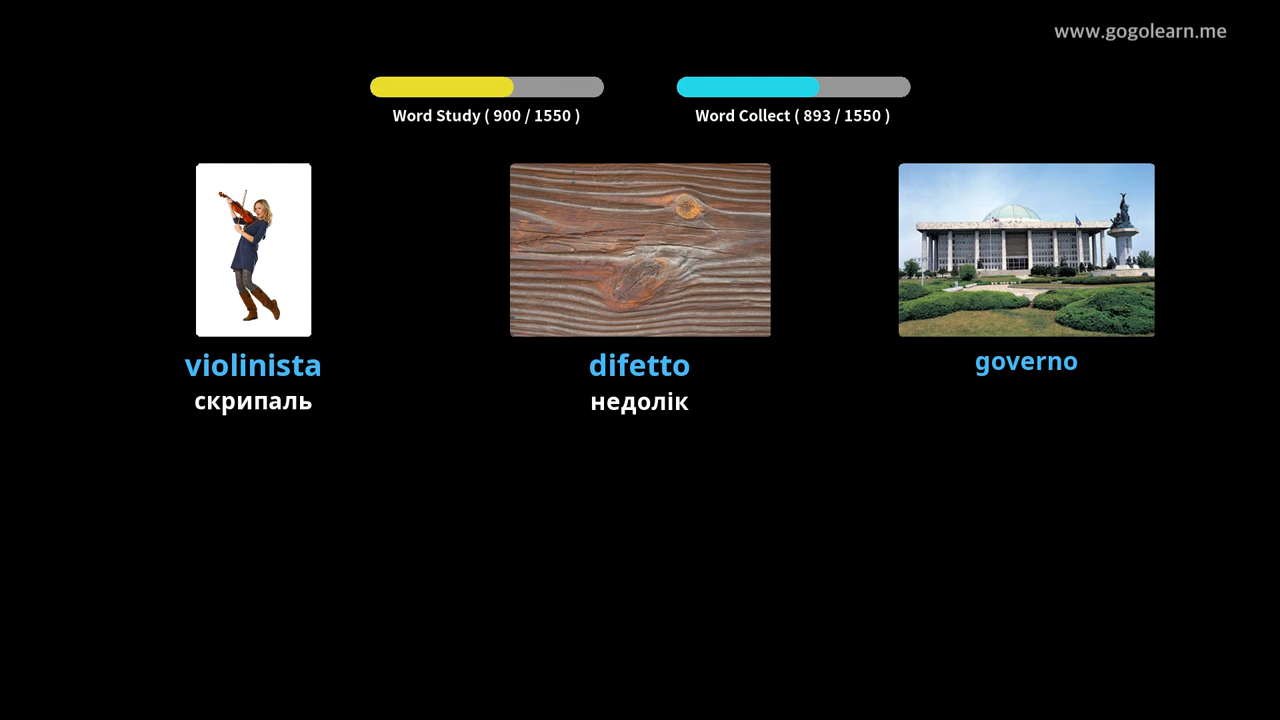 www.gogolearn.me
Word Study ( 900 / 1550 )
Word Collect ( 893 / 1550 )
violinista
скрипаль
difetto
недолік
governo